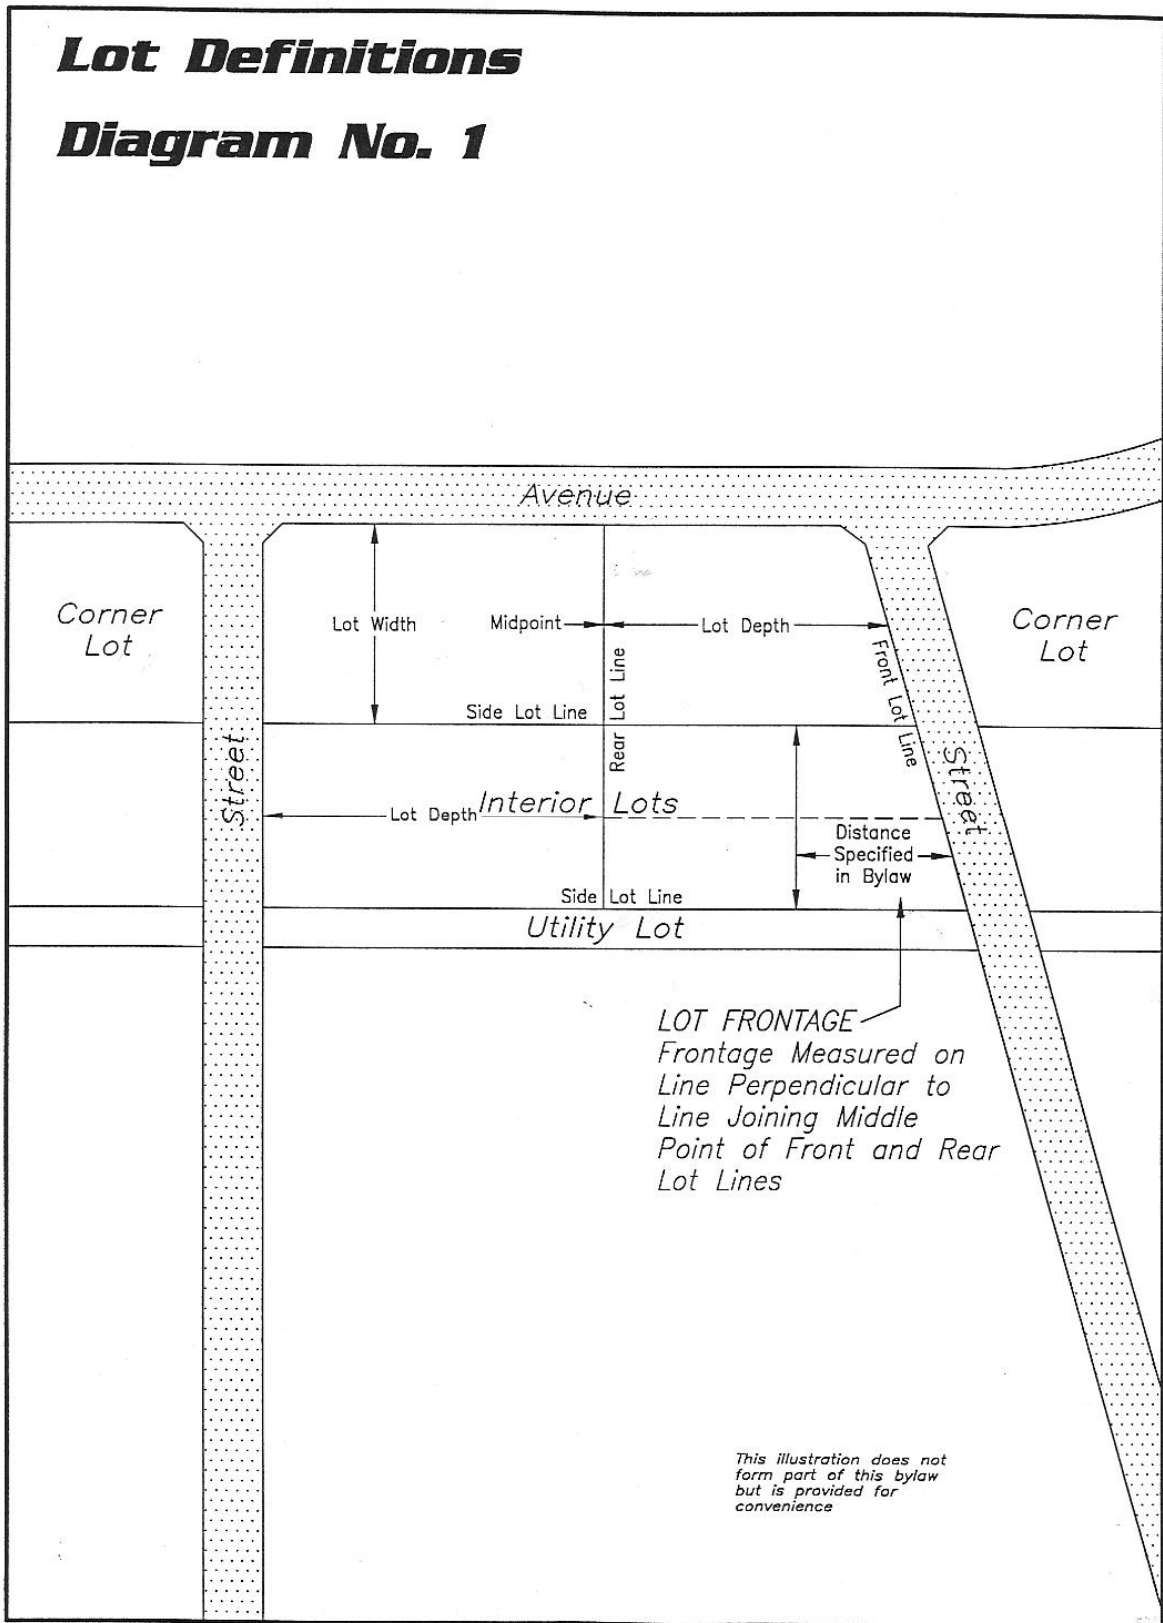 Lot Definitions
Diagram No. 1
Avenue
Corner
Lot
Lot Width
Midpoint
Lot Depth
Corner
Lot
Front Lot Line
Rear Lot Line
Side Lot Line
Street
Street
Lot Depth
Interior Lots
Distance
Specified
in Bylaw
Side Lot Line
Utility Lot
LOT FRONTAGE
Frontage Measured on
Line Perpendicular to
Line Joining Middle
Point of Front and Rear
Lot Lines
This illustration does not
form part of this bylaw
but is provided for
convenience